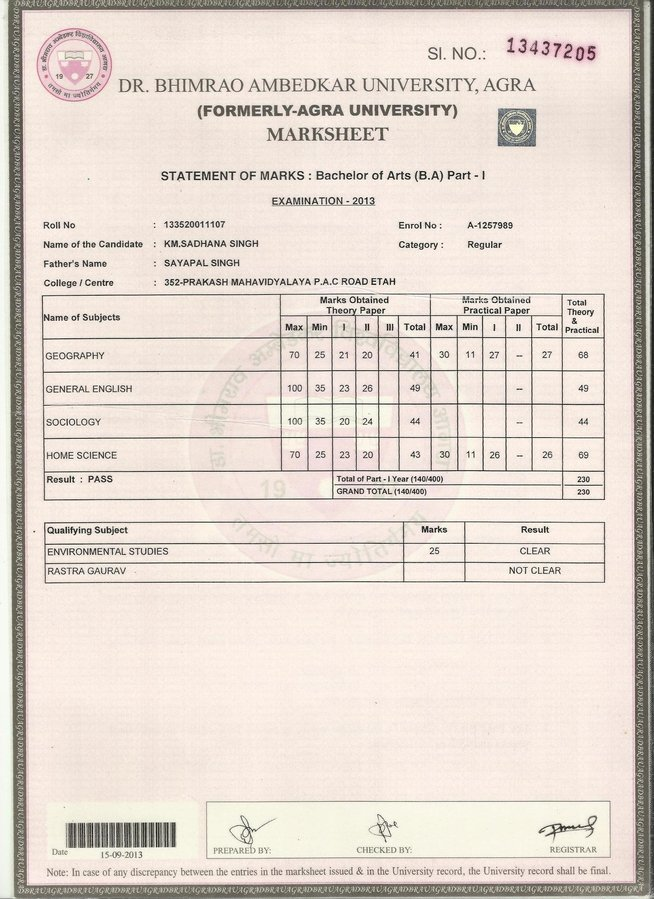 SI. NO.: 13437205
19 27
DR. BHIMRAO AMBEDKAR UNIVERSITY, AGRA
(FORMERLY-AGRA UNIVERSITY)
MARKSHEET
STATEMENT OF MARKS : Bachelor of Arts (B.A) Part - I
EXAMINATION - 2013
Roll No : 133520011107 Enrol No : A-1257989
Name of the Candidate : KM.SADHANA SINGH Category : Regular
Father's Name : SAYAPAL SINGH
College / Centre : 352-PRAKASH MAHAVIDYALAYA P.A.C ROAD ETAH
Name of Subjects Marks Obtained Theory Paper Marks Obtained Practical Paper Total Theory & Practical
Max Min I II III Total Max Min I II Total
GEOGRAPHY 70 25 21 20 41 30 11 27 -- 27 68
GENERAL ENGLISH 100 35 23 26 49 -- 49
SOCIOLOGY 100 35 20 24 44 -- 44
HOME SCIENCE 70 25 23 20 43 30 11 26 -- 26 69
Result : PASS Total of Part - I Year (140/400) 230
GRAND TOTAL (140/400) 230
Qualifying Subject Marks Result
ENVIRONMENTAL STUDIES 25 CLEAR
RASTRA GAURAV NOT CLEAR
Date 15-09-2013
PREPARED BY: CHECKED BY: REGISTRAR
Note: In case of any discrepancy between the entries in the marksheet issued & in the University record, the University record shall be final.